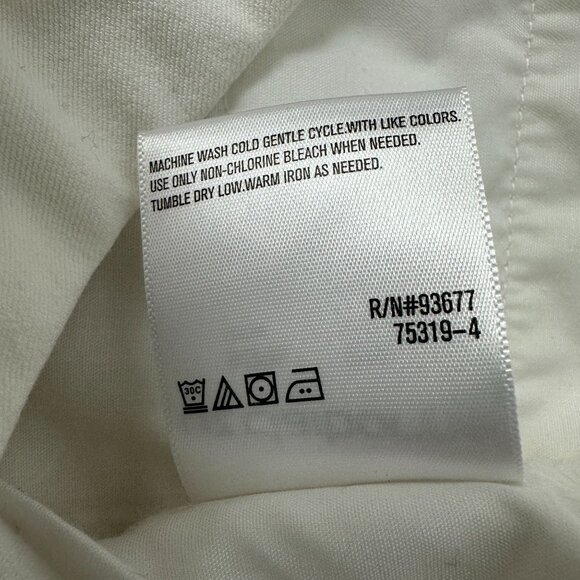 MACHINE WASH COLD GENTLE CYCLE.WITH LIKE COLORS.
USE ONLY NON-CHLORINE BLEACH WHEN NEEDED.
TUMBLE DRY LOW.WARM IRON AS NEEDED.
R/N#93677
75319-4
30C